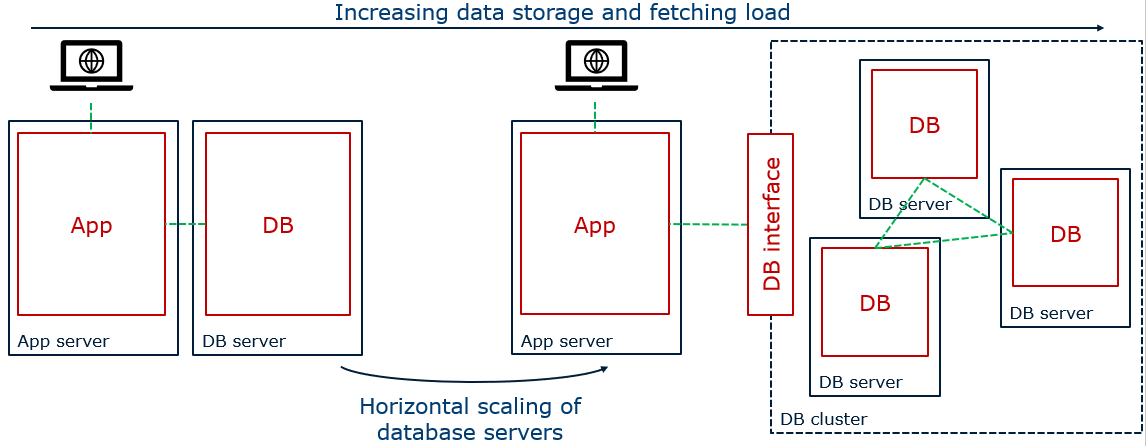 Increasing data storage and fetching load
App
App server
DB
DB server
Horizontal scaling of
database servers
App
App server
DB interface
DB
DB server
DB
DB server
DB
DB server
DB cluster